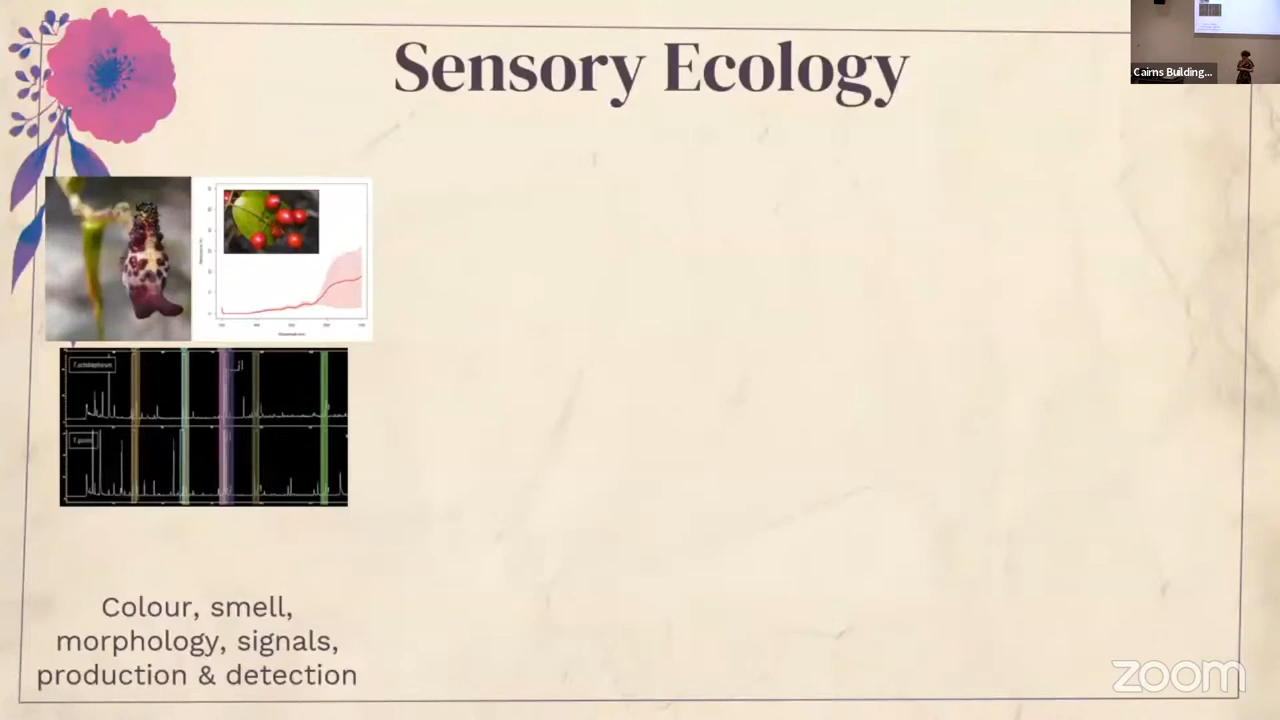 Sensory Ecology
Cairns Building...
Colour, smell,
morphology, signals,
production & detection
zoom